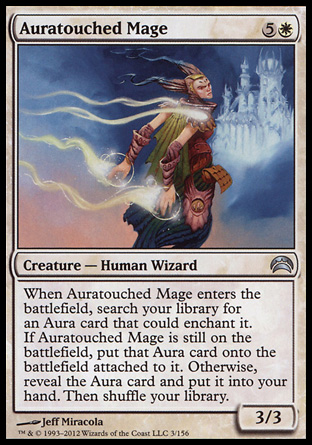 Auratouched Mage 5
Creature — Human Wizard
When Auratouched Mage enters the
battlefield, search your library for
an Aura card that could enchant it.
If Auratouched Mage is still on the
battlefield, put that Aura card onto the
battlefield attached to it. Otherwise,
reveal the Aura card and put it into your
hand. Then shuffle your library.
Jeff Miracola
™ & © 1993–2012 Wizards of the Coast LLC 3/156
3/3